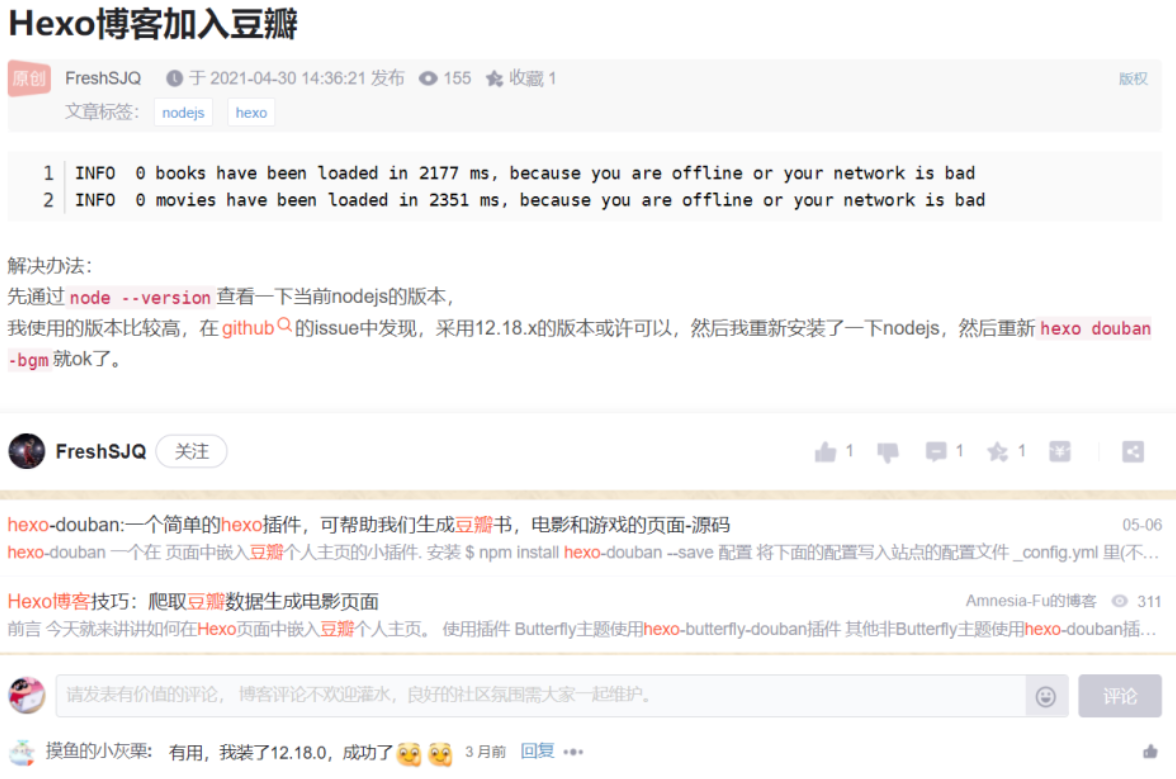 Hexo博客加入豆瓣
原创 FreshSJQ 于 2021-04-30 14:36:21 发布 155 收藏 1 版权
文章标签： nodejs hexo
1 INFO 0 books have been loaded in 2177 ms, because you are offline or your network is bad
2 INFO 0 movies have been loaded in 2351 ms, because you are offline or your network is bad
解决办法：
先通过 node --version 查看一下当前nodejs的版本，
我使用的版本比较高，在 github 的issue中发现，采用12.18.x的版本或许可以，然后我重新安装了一下nodejs，然后重新 hexo douban
-bgm 就ok了。
FreshSJQ 关注 1 1 1
hexo-douban:一个简单的hexo插件，可帮助我们生成豆瓣书，电影和游戏的页面-源码 05-06
hexo-douban 一个在 页面中嵌入豆瓣个人主页的小插件. 安装 $ npm install hexo-douban --save 配置 将下面的配置写入站点的配置文件 _config.yml 里(不…
Hexo博客技巧：爬取豆瓣数据生成电影页面 Amnesia-Fu的博客 311
前言 今天就来讲讲如何在Hexo页面中嵌入豆瓣个人主页。 使用插件 Butterfly主题使用hexo-butterfly-douban插件 其他非Butterfly主题使用hexo-douban插…
请发表有价值的评论， 博客评论不欢迎灌水，良好的社区氛围需大家一起维护。 评论
摸鱼的小灰栗: 有用，我装了12.18.0，成功了 3 月前 回复